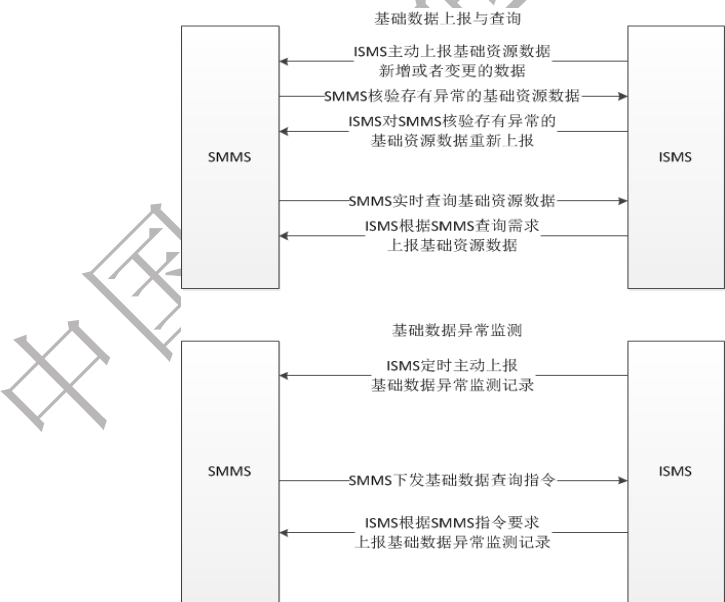 基础数据上报与查询
ISMS主动上报基础资源数据
新增或者变更的数据
SMMS核验存有异常的基础资源数据
ISMS对SMMS核验存有异常的
基础资源数据重新上报
SMMS
ISMS
SMMS实时查询基础资源数据
ISMS根据SMMS查询需求
上报基础资源数据
基础数据异常监测
ISMS定时主动上报
基础数据异常监测记录
SMMS
ISMS
SMMS下发基础数据查询指令
ISMS根据SMMS指令要求
上报基础数据异常监测记录
中国